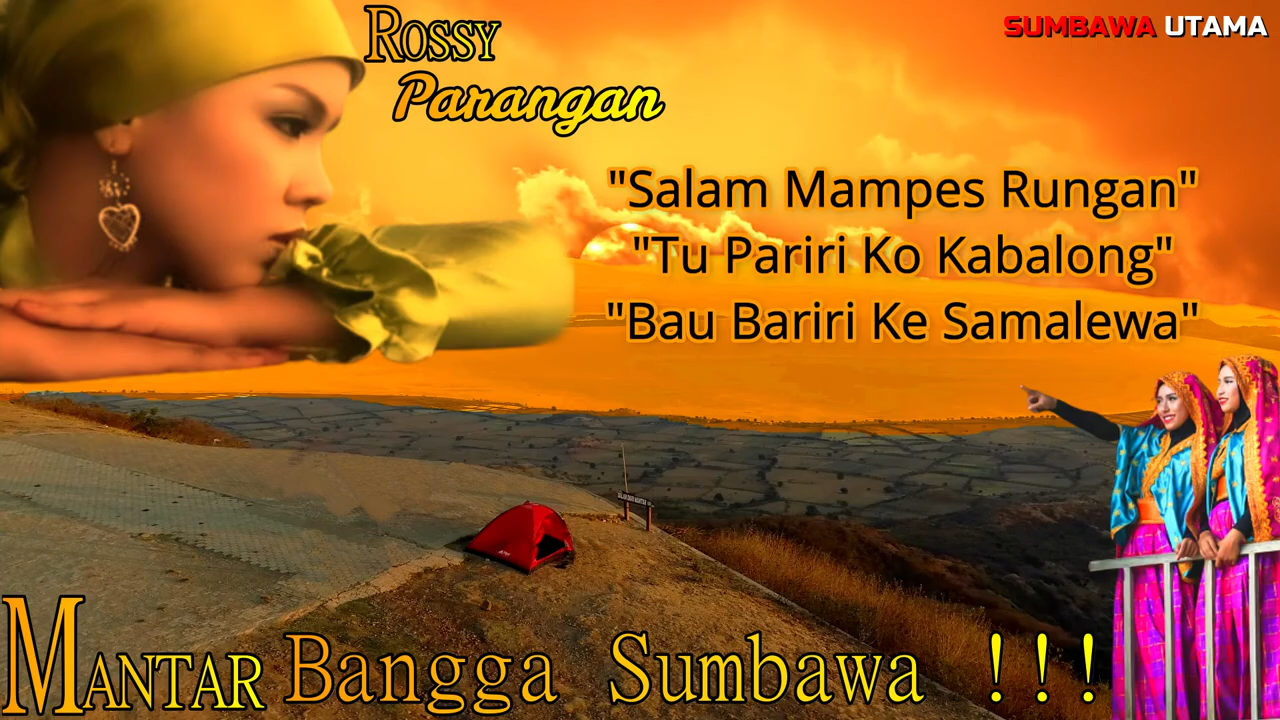 Rossy
Parangan
SUMBAWA UTAMA
"Salam Mampes Rungan"
"Tu Pariri Ko Kabalong"
"Bau Bariri Ke Samalewa"
Mantar Bangga Sumbawa !!!